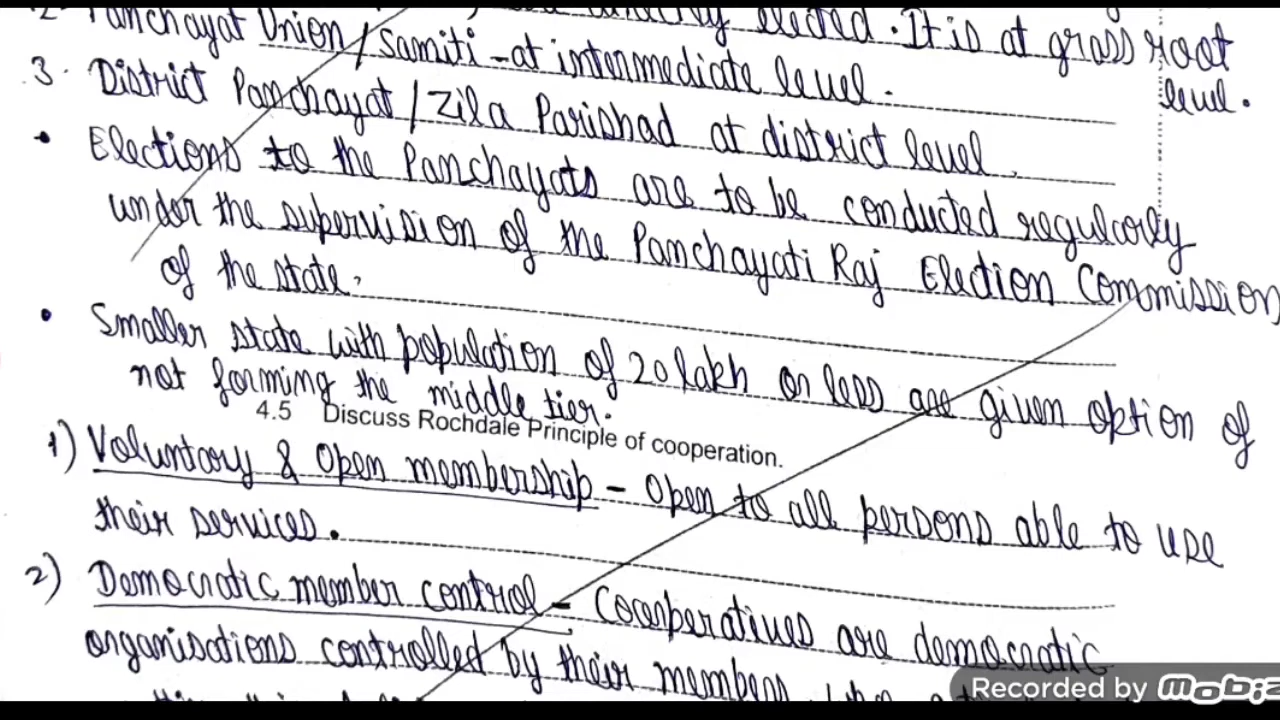 elected. It is at grass root
level.
2. Panchayat Union / Samiti - at intermediate level.
3. District Panchayat / Zila Parishad at district level.
• Elections to the Panchayats are to be conducted regularly
under the supervision of the Panchayati Raj Election Commission
of the state.
• Smaller state with population of 20 lakh or less are given option of
not forming the middle tier.
4.5 Discuss Rochdale Principle of cooperation.
1) Voluntary & Open membership - Open to all persons able to use
their services.
2) Democratic member control - Cooperatives are democratic
organisations controlled by their members
Recorded by